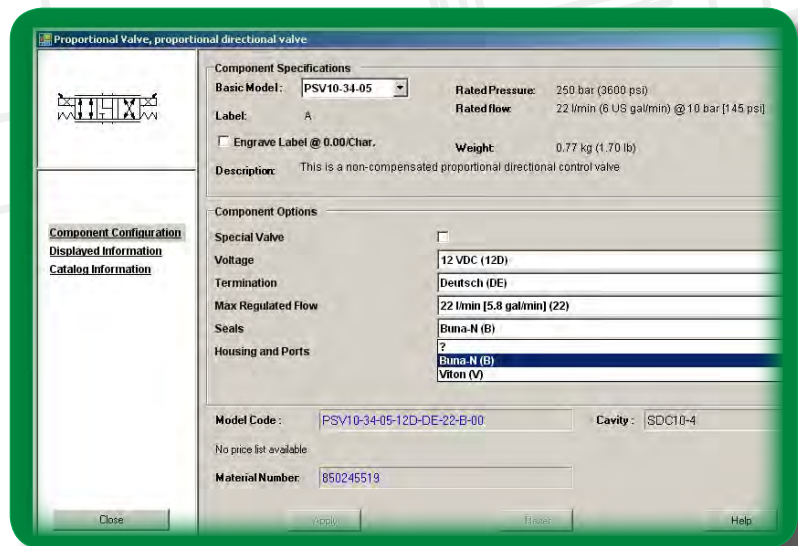 Proportional Valve, proportional directional valve
Component Specifications
Basic Model: PSV10-34-05 Rated Pressure: 250 bar (3600 psi)
Label: A Rated flow: 22 l/min (6 US gal/min) @ 10 bar [145 psi]
Engrave Label @ 0.00/Char. Weight: 0.77 kg (1.70 lb)
Description: This is a non-compensated proportional directional control valve
Component Configuration
Displayed Information
Catalog Information
Component Options
Special Valve
Voltage 12 VDC (12D)
Termination Deutsch (DE)
Max Regulated Flow 22 l/min [5.8 gal/min] (22)
Seals Buna-N (B)
Housing and Ports ?
Buna-N (B)
Viton (V)
Model Code : PSV10-34-05-12D-DE-22-B-00 Cavity : SDC10-4
No price list available
Material Number: 850245519
Close Apply Help